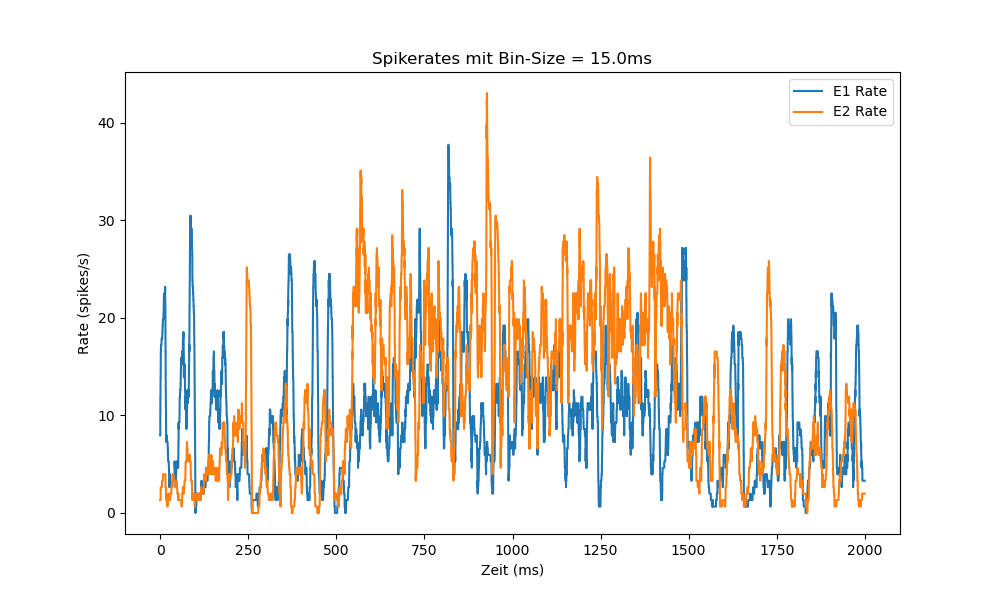 Spikerates mit Bin-Size = 15.0ms
E1 Rate
E2 Rate
Rate (spikes/s)
40
30
20
10
0
0 250 500 750 1000 1250 1500 1750 2000
Zeit (ms)